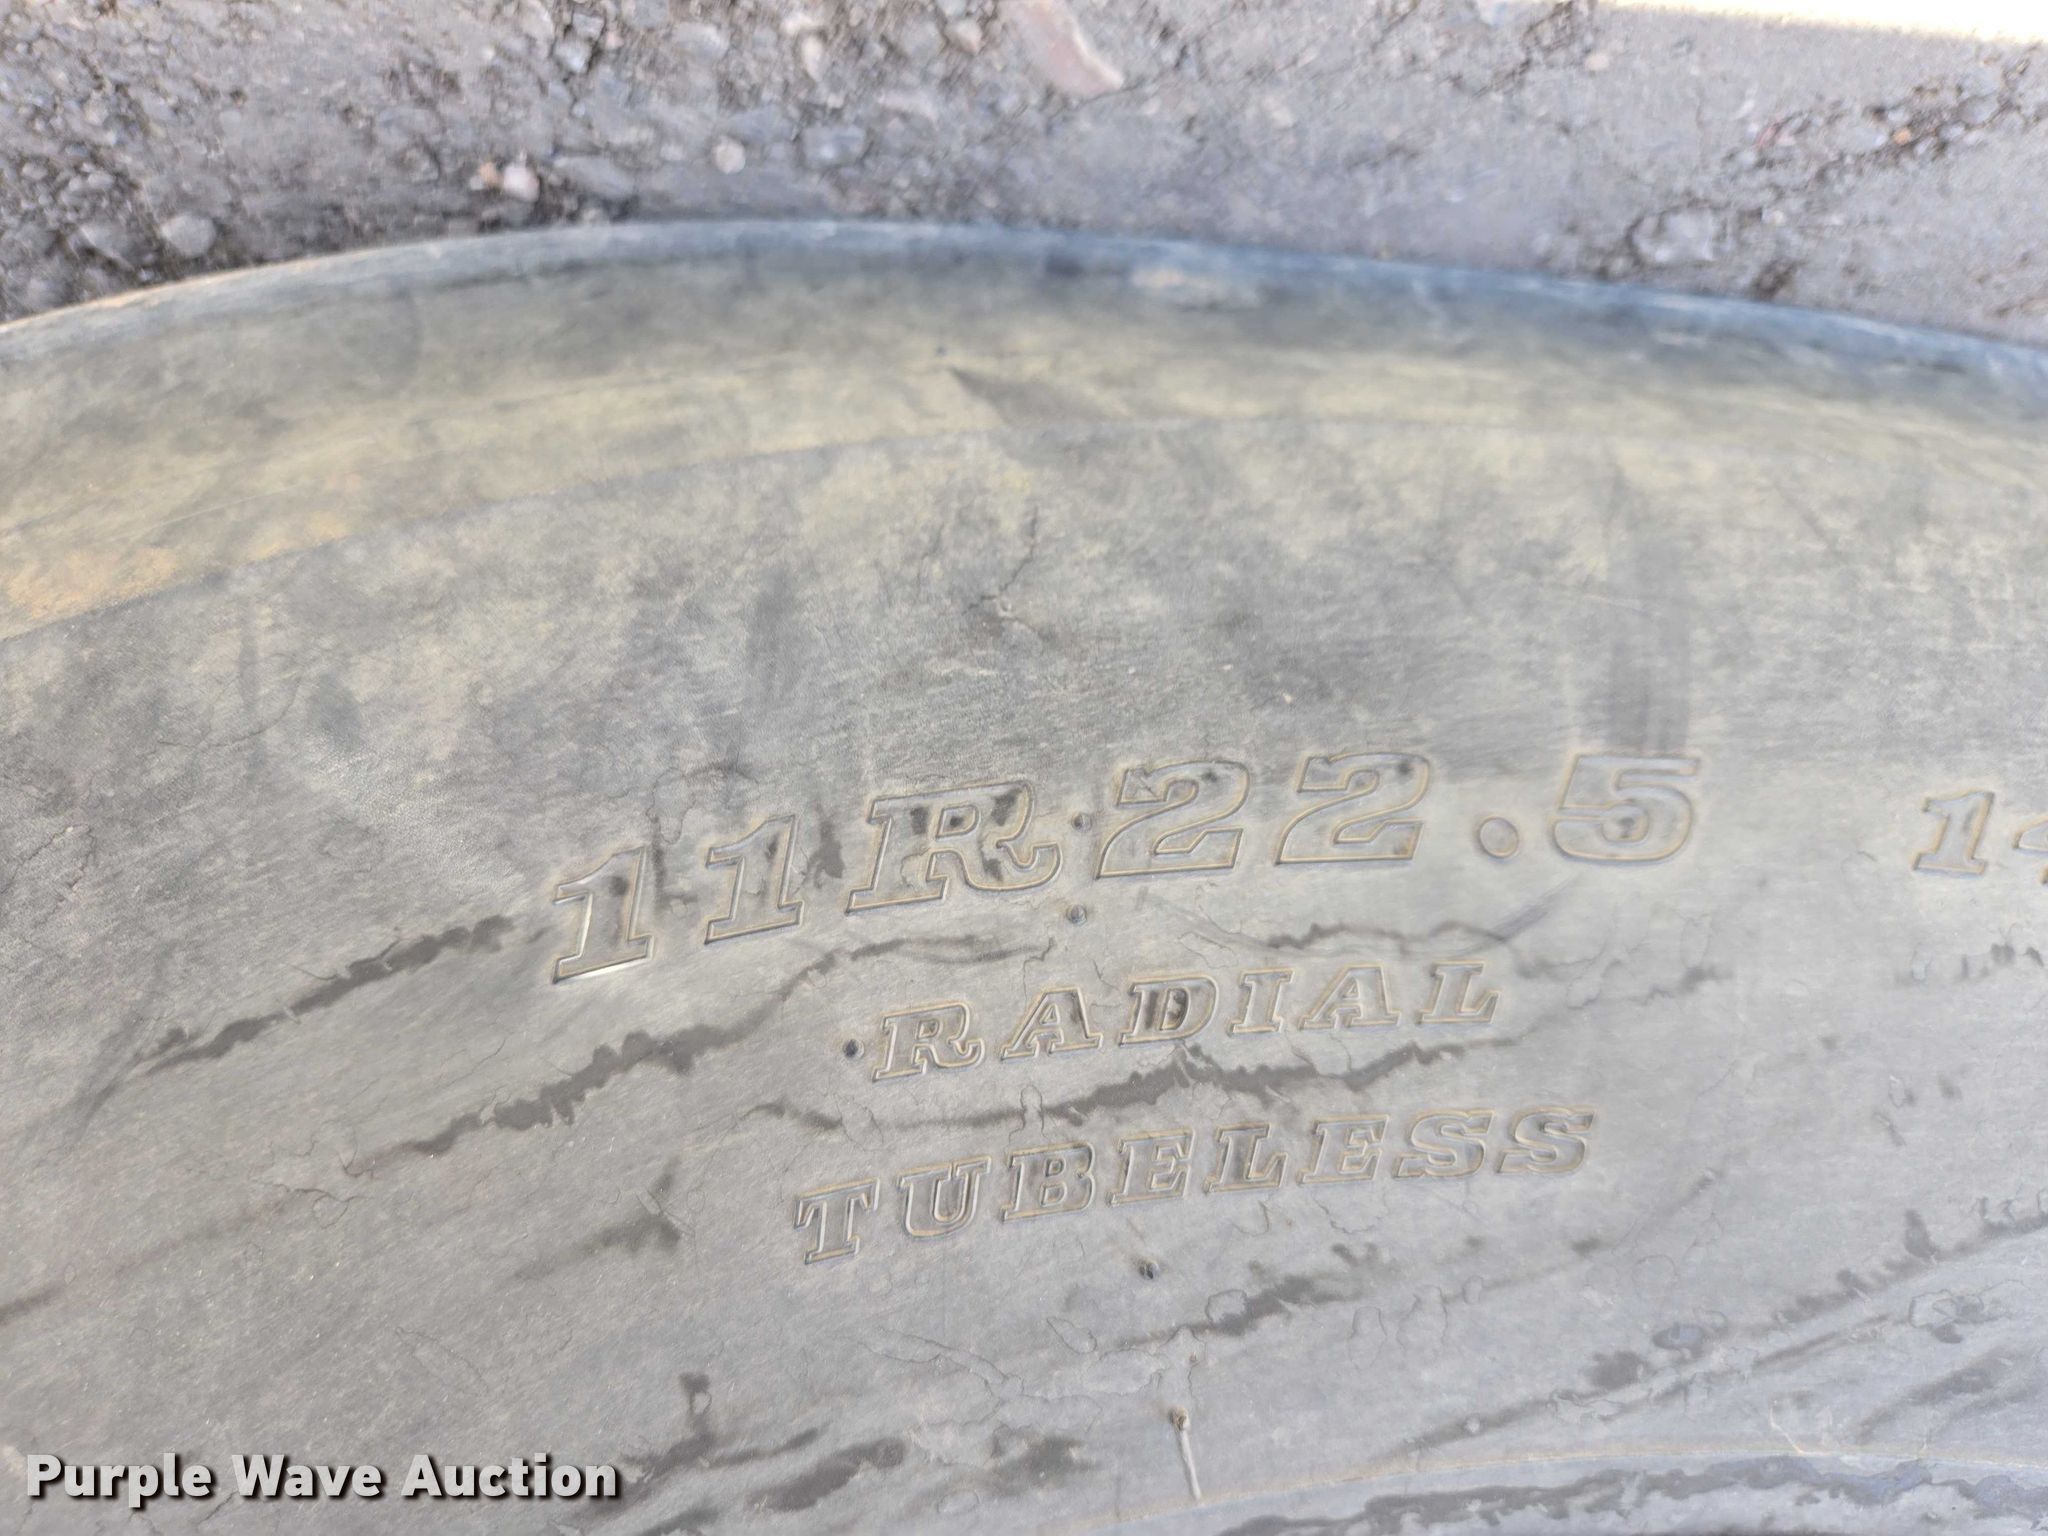 11R22.5
RADIAL
TUBELESS
Purple Wave Auction